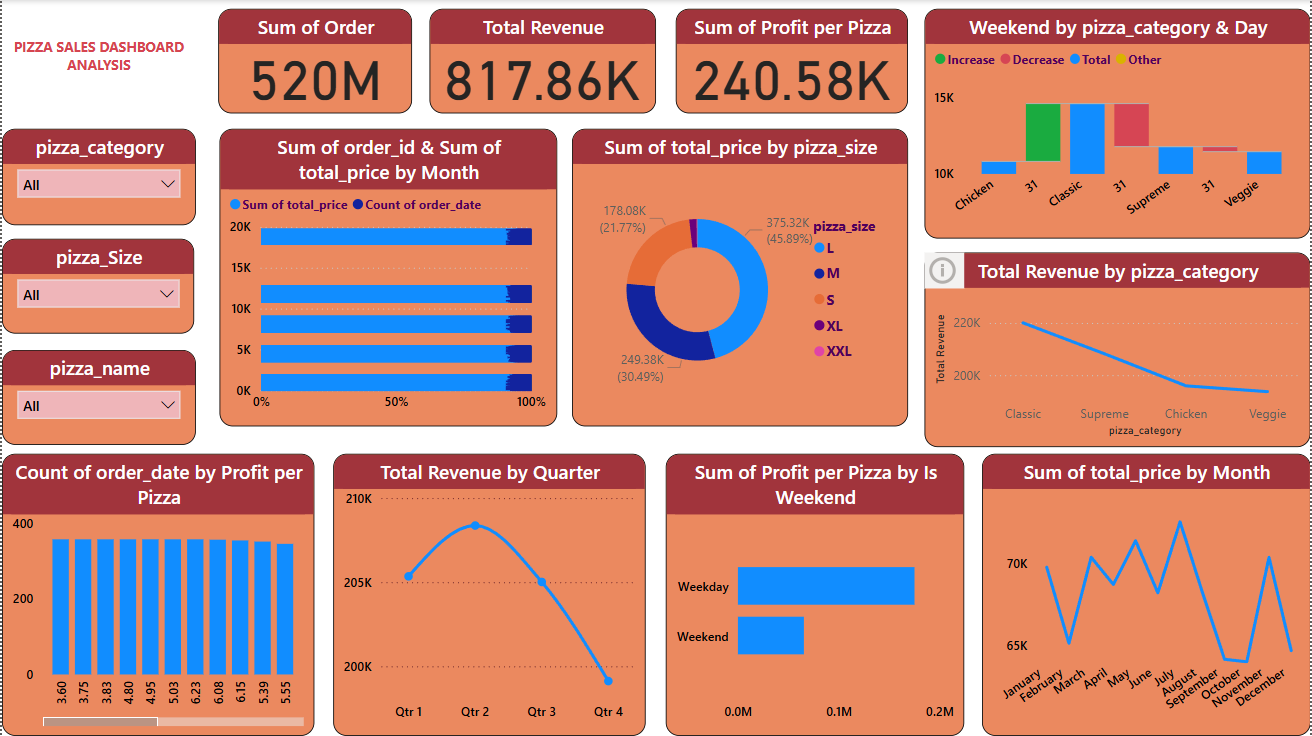 PIZZA SALES DASHBOARD
ANALYSIS
Sum of Order
520M
Total Revenue
817.86K
Sum of Profit per Pizza
240.58K
Weekend by pizza_category & Day
Increase Decrease Total Other
15K
10K
Chicken 31 Classic 31 Supreme 31 Veggie
pizza_category
All
pizza_Size
All
pizza_name
All
Sum of order_id & Sum of
total_price by Month
Sum of total_price Count of order_date
20K
15K
10K
5K
0K
0% 50% 100%
Sum of total_price by pizza_size
178.08K
(21.77%)
375.32K
(45.89%)
249.38K
(30.49%)
pizza_size
L
M
S
XL
XXL
Total Revenue by pizza_category
Total Revenue
220K
200K
Classic Supreme Chicken Veggie
pizza_category
Count of order_date by Profit per
Pizza
400
200
0
3.60 3.75 3.83 4.80 4.95 5.03 6.23 6.08 6.15 5.39 5.55
Total Revenue by Quarter
210K
205K
200K
Qtr 1 Qtr 2 Qtr 3 Qtr 4
Sum of Profit per Pizza by Is
Weekend
Weekday
Weekend
0.0M 0.1M 0.2M
Sum of total_price by Month
70K
65K
January February March April May June July August September October November December